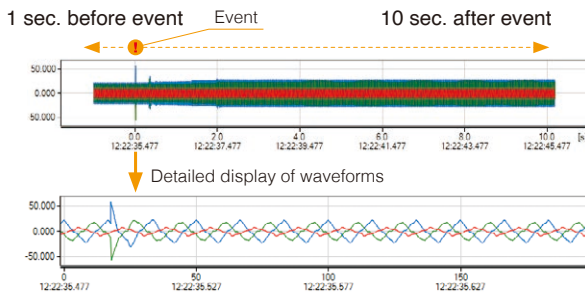 1 sec. before event Event 10 sec. after event
!
50.000
0.000
50.000
0.0 2.0 4.0 6.0 8.0 10.0 [s
12:22:35.477 12:22:37.477 12:22:39.477 12:22:41.477 12:22:43.477 12:22:45.477
Detailed display of waveforms
50.000
0.000
-50.000
0 50 100 150
12:22:35.477 12:22:35.527 12:22:35.577 12:22:35.627